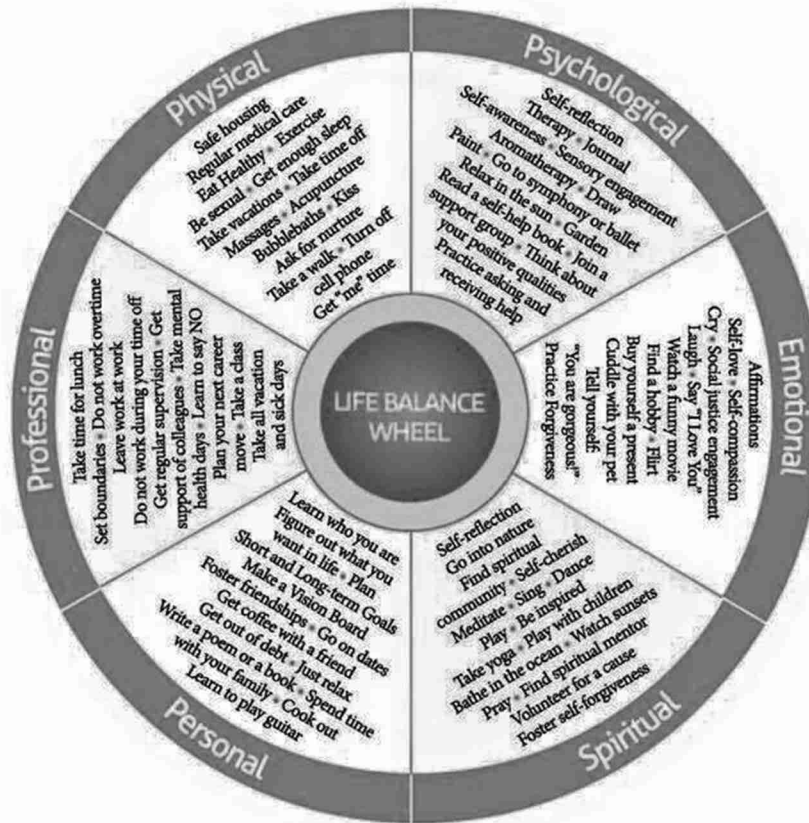 LIFE BALANCE
WHEEL
Physical
Safe housing
Regular medical care
Eat Healthy • Exercise
Be sexual • Get enough sleep
Take vacations • Take time off
Massages • Acupuncture
Bubblebaths • Kiss
Ask for nurture
Take a walk • Turn off
cell phone
Get "me" time
Psychological
Self-reflection
Therapy • Journal
Self-awareness • Sensory engagement
Aromatherapy • Draw
Paint • Go to symphony or ballet
Relax in the sun • Garden
Read a self-help book • Join a
support group • Think about
your positive qualities
Practice asking and
receiving help
Emotional
Affirmations
Self-love • Self-compassion
Cry • Social justice engagement
Laugh • Say "I Love You"
Watch a funny movie
Find a hobby • Flirt
Buy yourself a present
Cuddle with your pet
Tell yourself:
"You are gorgeous!"
Practice Forgiveness
Spiritual
Self-reflection
Go into nature
Find spiritual
community • Self-cherish
Meditate • Sing • Dance
Play • Be inspired
Take yoga • Play with children
Bathe in the ocean • Watch sunsets
Pray • Find spiritual mentor
Volunteer for a cause
Foster self-forgiveness
Personal
Learn who you are
Figure out what you
want in life • Plan
Short and Long-term Goals
Make a Vision Board
Foster friendships • Go on dates
Get coffee with a friend
Get out of debt • Just relax
Write a poem or a book • Spend time
with your family • Cook out
Learn to play guitar
Professional
Take time for lunch
Set boundaries • Do not work overtime
Leave work at work
Do not work during your time off
Get regular supervision • Get
support of colleagues • Take mental
health days • Learn to say NO
Plan your next career
move • Take a class
Take all vacation
and sick days